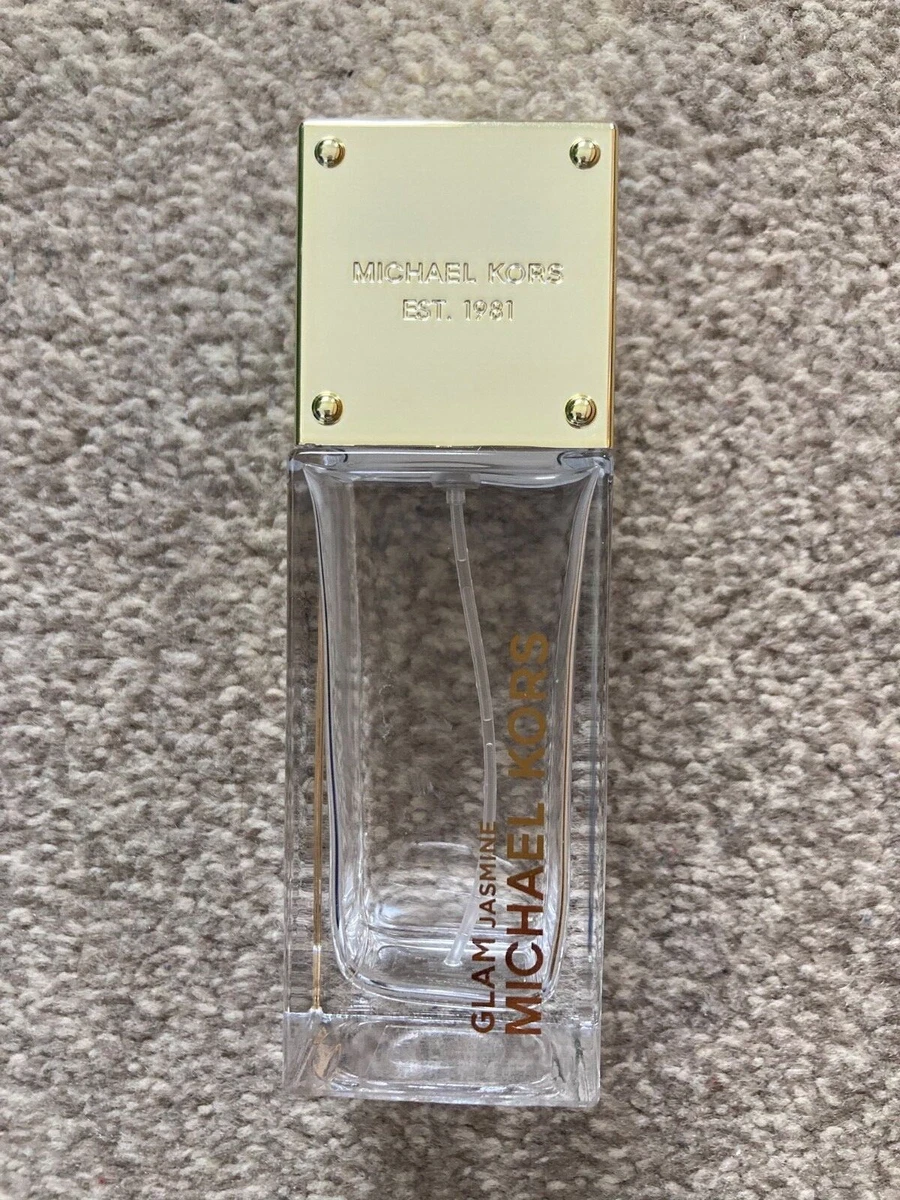 MICHAEL KORS
EST. 1981
GLAM JASMINE
MICHAEL KORS